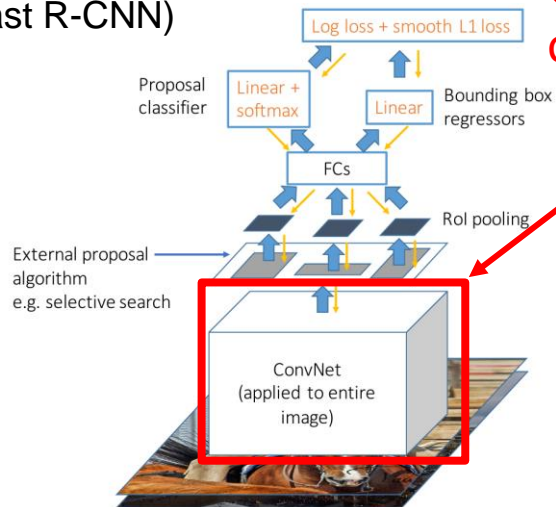 ast R-CNN)
Log loss + smooth L1 loss
Proposal
classifier
Linear +
softmax
Linear
Bounding box
regressors
FCs
RoI pooling
External proposal
algorithm
e.g. selective search
ConvNet
(applied to entire
image)